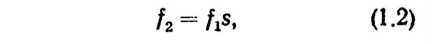 f₂ = f₁s, (1.2)